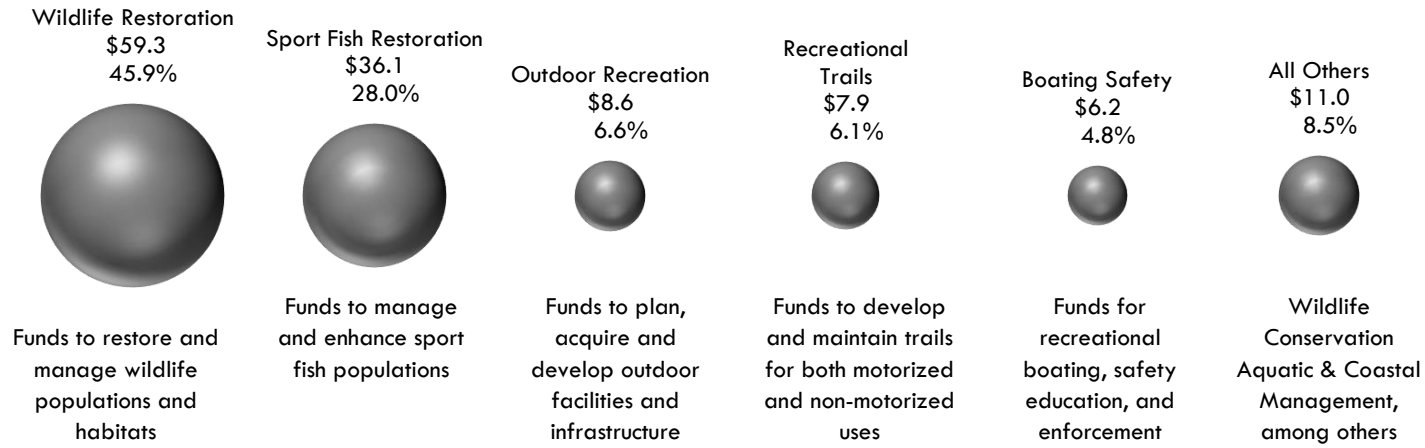 Wildlife Restoration
$59.3
45.9%
Sport Fish Restoration
$36.1
28.0%
Outdoor Recreation
$8.6
6.6%
Recreational
Trails
$7.9
6.1%
Boating Safety
$6.2
4.8%
All Others
$11.0
8.5%
Funds to restore and
manage wildlife
populations and
habitats
Funds to manage
and enhance sport
fish populations
Funds to plan,
acquire and
develop outdoor
facilities and
infrastructure
Funds to develop
and maintain trails
for both motorized
and non-motorized
uses
Funds for
recreational
boating, safety
education, and
enforcement
Wildlife
Conservation
Aquatic & Coastal
Management,
among others